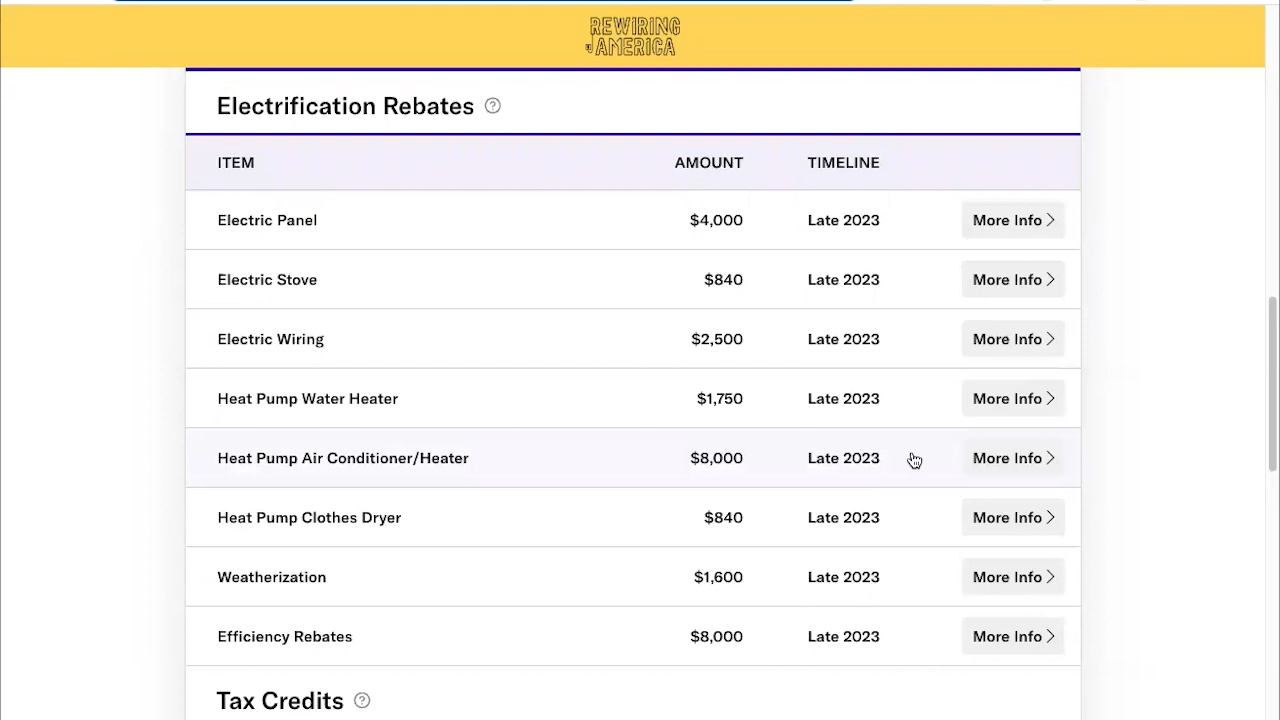 REWIRING
AMERICA
Electrification Rebates ?
ITEM AMOUNT TIMELINE
Electric Panel $4,000 Late 2023 More Info >
Electric Stove $840 Late 2023 More Info >
Electric Wiring $2,500 Late 2023 More Info >
Heat Pump Water Heater $1,750 Late 2023 More Info >
Heat Pump Air Conditioner/Heater $8,000 Late 2023 More Info >
Heat Pump Clothes Dryer $840 Late 2023 More Info >
Weatherization $1,600 Late 2023 More Info >
Efficiency Rebates $8,000 Late 2023 More Info >
Tax Credits ?